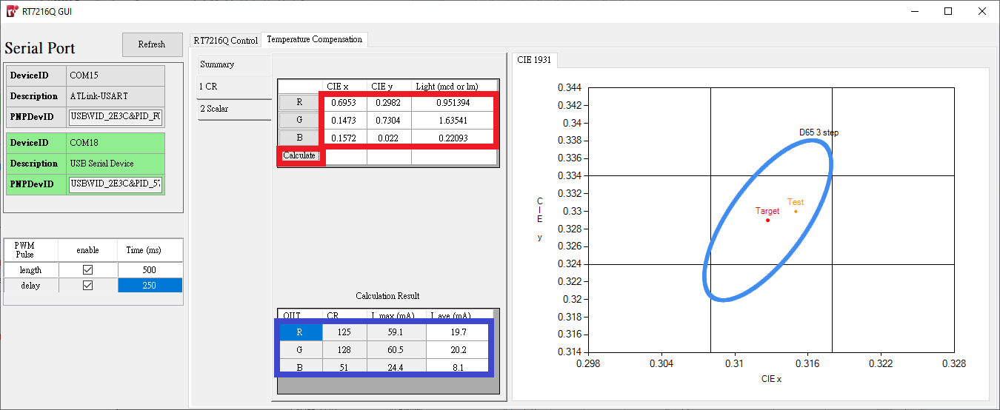 RT7216Q GUI
Serial Port
Refresh
DeviceID COM15
Description ATLink-USART
PNPDevID USB\VID_2E3C&PID_F0
DeviceID COM18
Description USB Serial Device
PNPDevID USB\VID_2E3C&PID_57
PWM Pulse enable Time (ms)
length 500
delay 250
RT7216Q Control Temperature Compensation
Summary
1 CR
2 Scalar
CIE x CIE y Light (mcd or lm)
R 0.6953 0.2982 0.951394
G 0.1473 0.7304 1.63541
B 0.1572 0.022 0.22093
Calculate
Calculation Result
OUT CR I_max (mA) I_ave (mA)
R 125 59.1 19.7
G 128 60.5 20.2
B 51 24.4 8.1
CIE 1931
0.344
0.342
0.34
0.338
0.336
0.334
0.332
0.33
0.328
0.326
0.324
0.322
0.32
0.318
0.316
0.314
CIE y
D65 3 step
Test
Target
0.298 0.304 0.31 0.316 0.322 0.328
CIE x